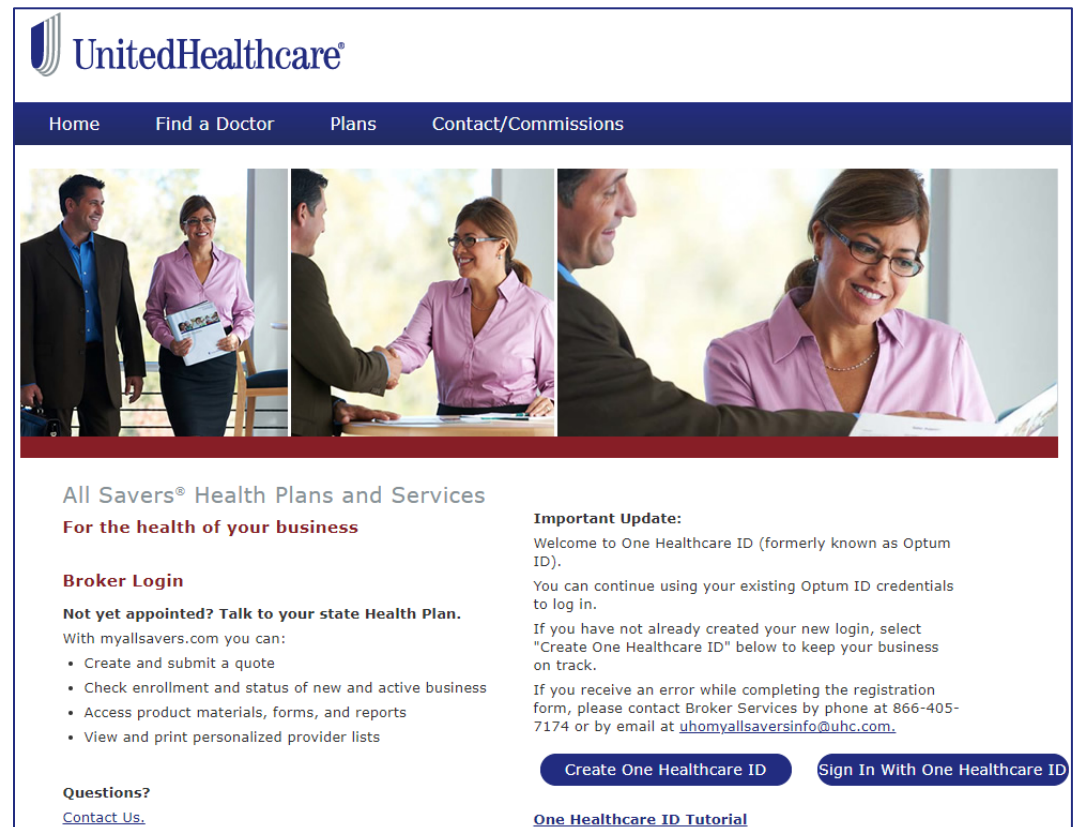 UnitedHealthcare®
Home Find a Doctor Plans Contact/Commissions
All Savers® Health Plans and Services
For the health of your business
Broker Login
Not yet appointed? Talk to your state Health Plan.
With myallsavers.com you can:
• Create and submit a quote
• Check enrollment and status of new and active business
• Access product materials, forms, and reports
• View and print personalized provider lists
Questions?
Contact Us.
Important Update:
Welcome to One Healthcare ID (formerly known as Optum
ID).
You can continue using your existing Optum ID credentials
to log in.
If you have not already created your new login, select
"Create One Healthcare ID" below to keep your business
on track.
If you receive an error while completing the registration
form, please contact Broker Services by phone at 866-405-
7174 or by email at uhomyallsaversinfo@uhc.com.
Create One Healthcare ID Sign In With One Healthcare ID
One Healthcare ID Tutorial